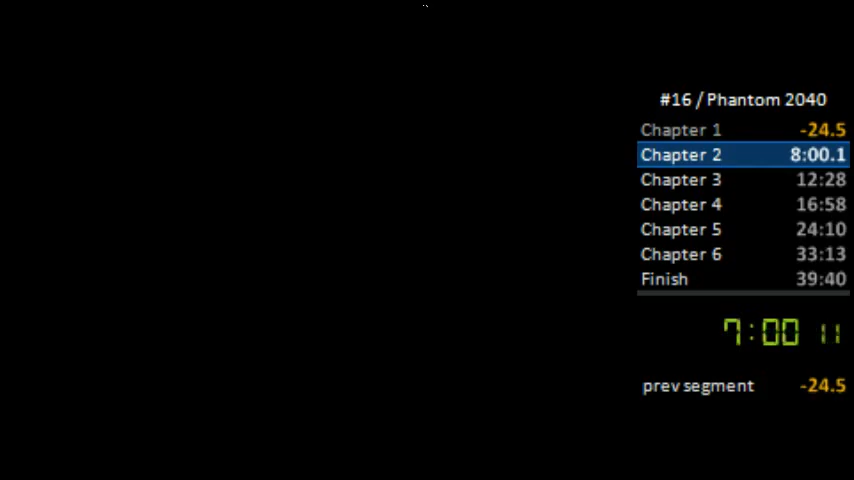 #16 / Phantom 2040
Chapter 1 -24.5
Chapter 2 8:00.1
Chapter 3 12:28
Chapter 4 16:58
Chapter 5 24:10
Chapter 6 33:13
Finish 39:40
7:00 11
prev segment -24.5